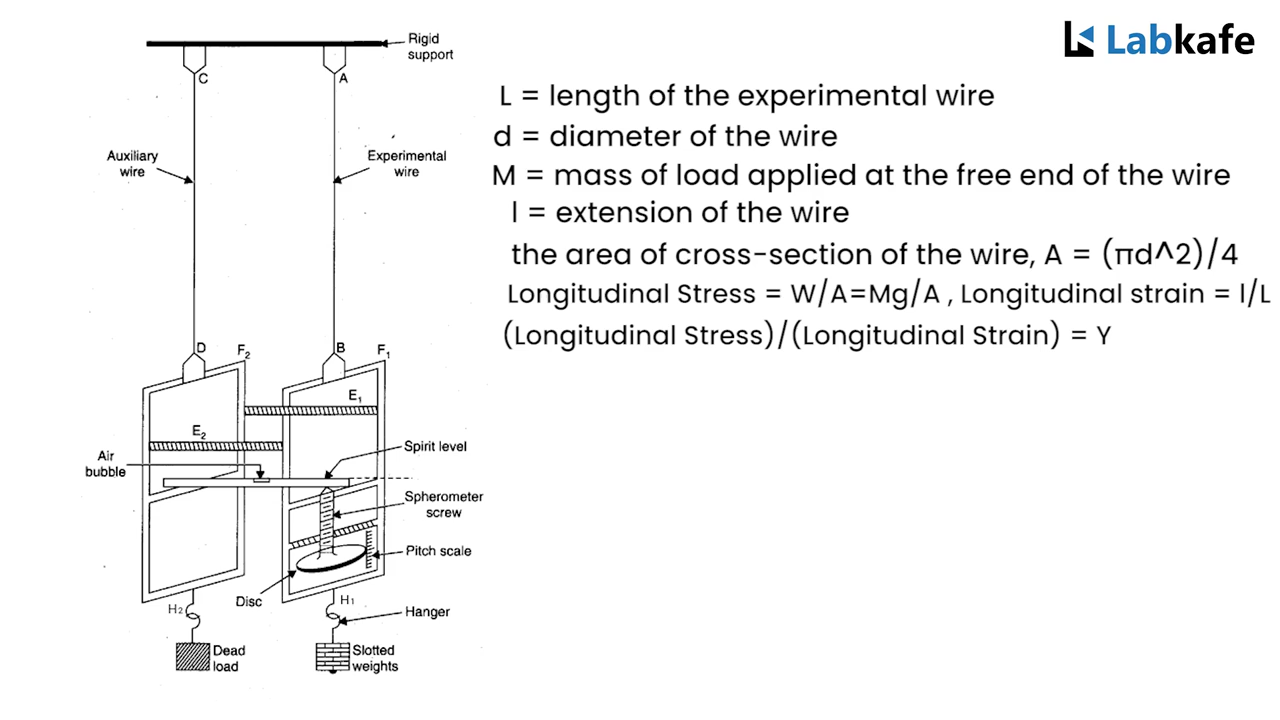 Labkafe
Rigid
support
C
A
L = length of the experimental wire
d = diameter of the wire
M = mass of load applied at the free end of the wire
l = extension of the wire
the area of cross-section of the wire, A = (πd^2)/4
Longitudinal Stress = W/A=Mg/A , Longitudinal strain = l/L
(Longitudinal Stress)/(Longitudinal Strain) = Y
Auxiliary
wire
Experimental
wire
D
F2
B
F1
E1
E2
Air
bubble
Spirit level
Spherometer
screw
Pitch scale
Disc
H2
H1
Hanger
Dead
load
Slotted
weights